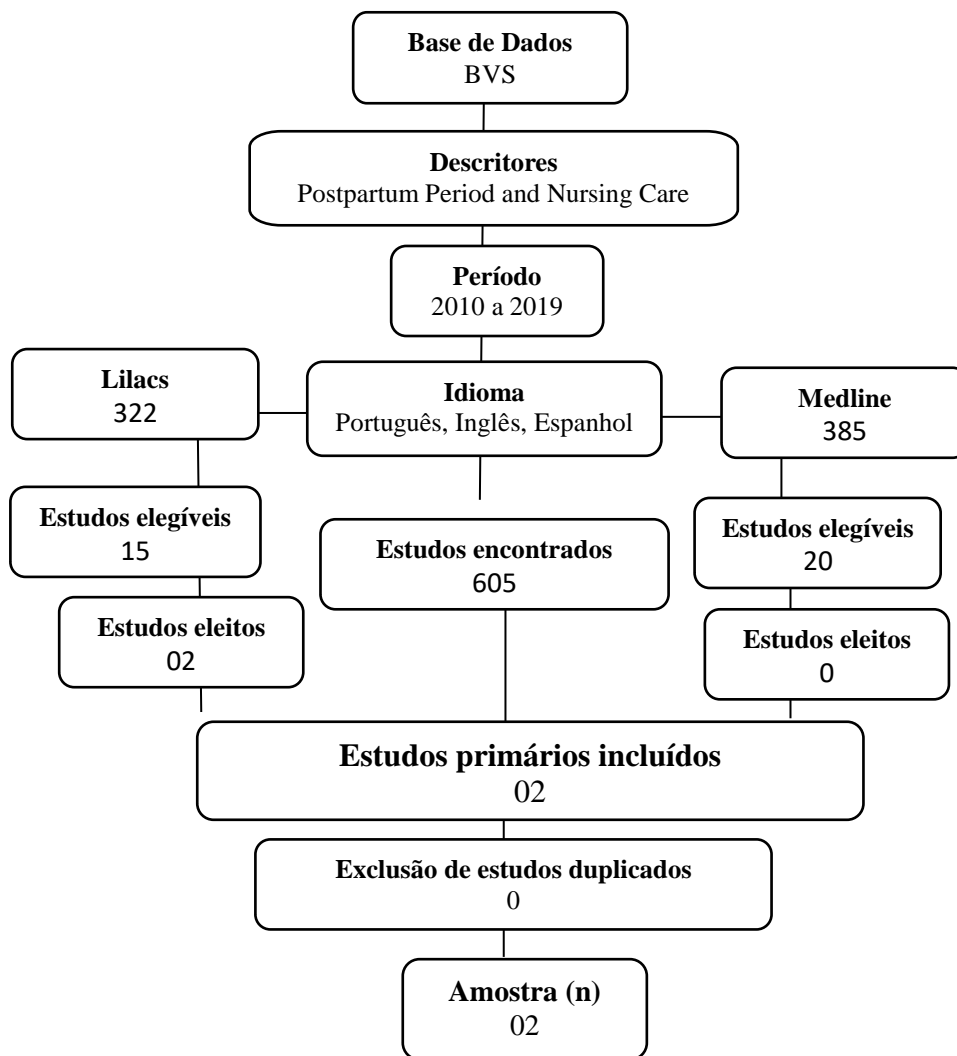 Base de Dados
BVS
Descritores
Postpartum Period and Nursing Care
Período
2010 a 2019
Lilacs
322
Idioma
Português, Inglês, Espanhol
Medline
385
Estudos elegíveis
15
Estudos encontrados
605
Estudos elegíveis
20
Estudos eleitos
02
Estudos eleitos
0
Estudos primários incluídos
02
Exclusão de estudos duplicados
0
Amostra (n)
02